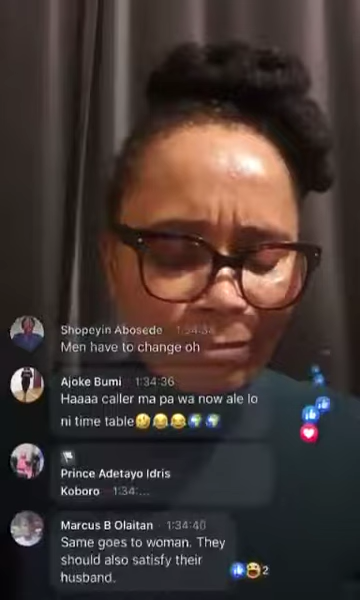 Shopeyin Abosede · 1:34:34
Men have to change oh
Ajoke Bumi · 1:34:36
Haaaa caller ma pa wa now ale lo
ni time table🤣😂😂🌍🌍
Prince Adetayo Idris
Koboro · 1:34:...
Marcus B Olaitan · 1:34:40
Same goes to woman. They
should also satisfy their
husband.
2